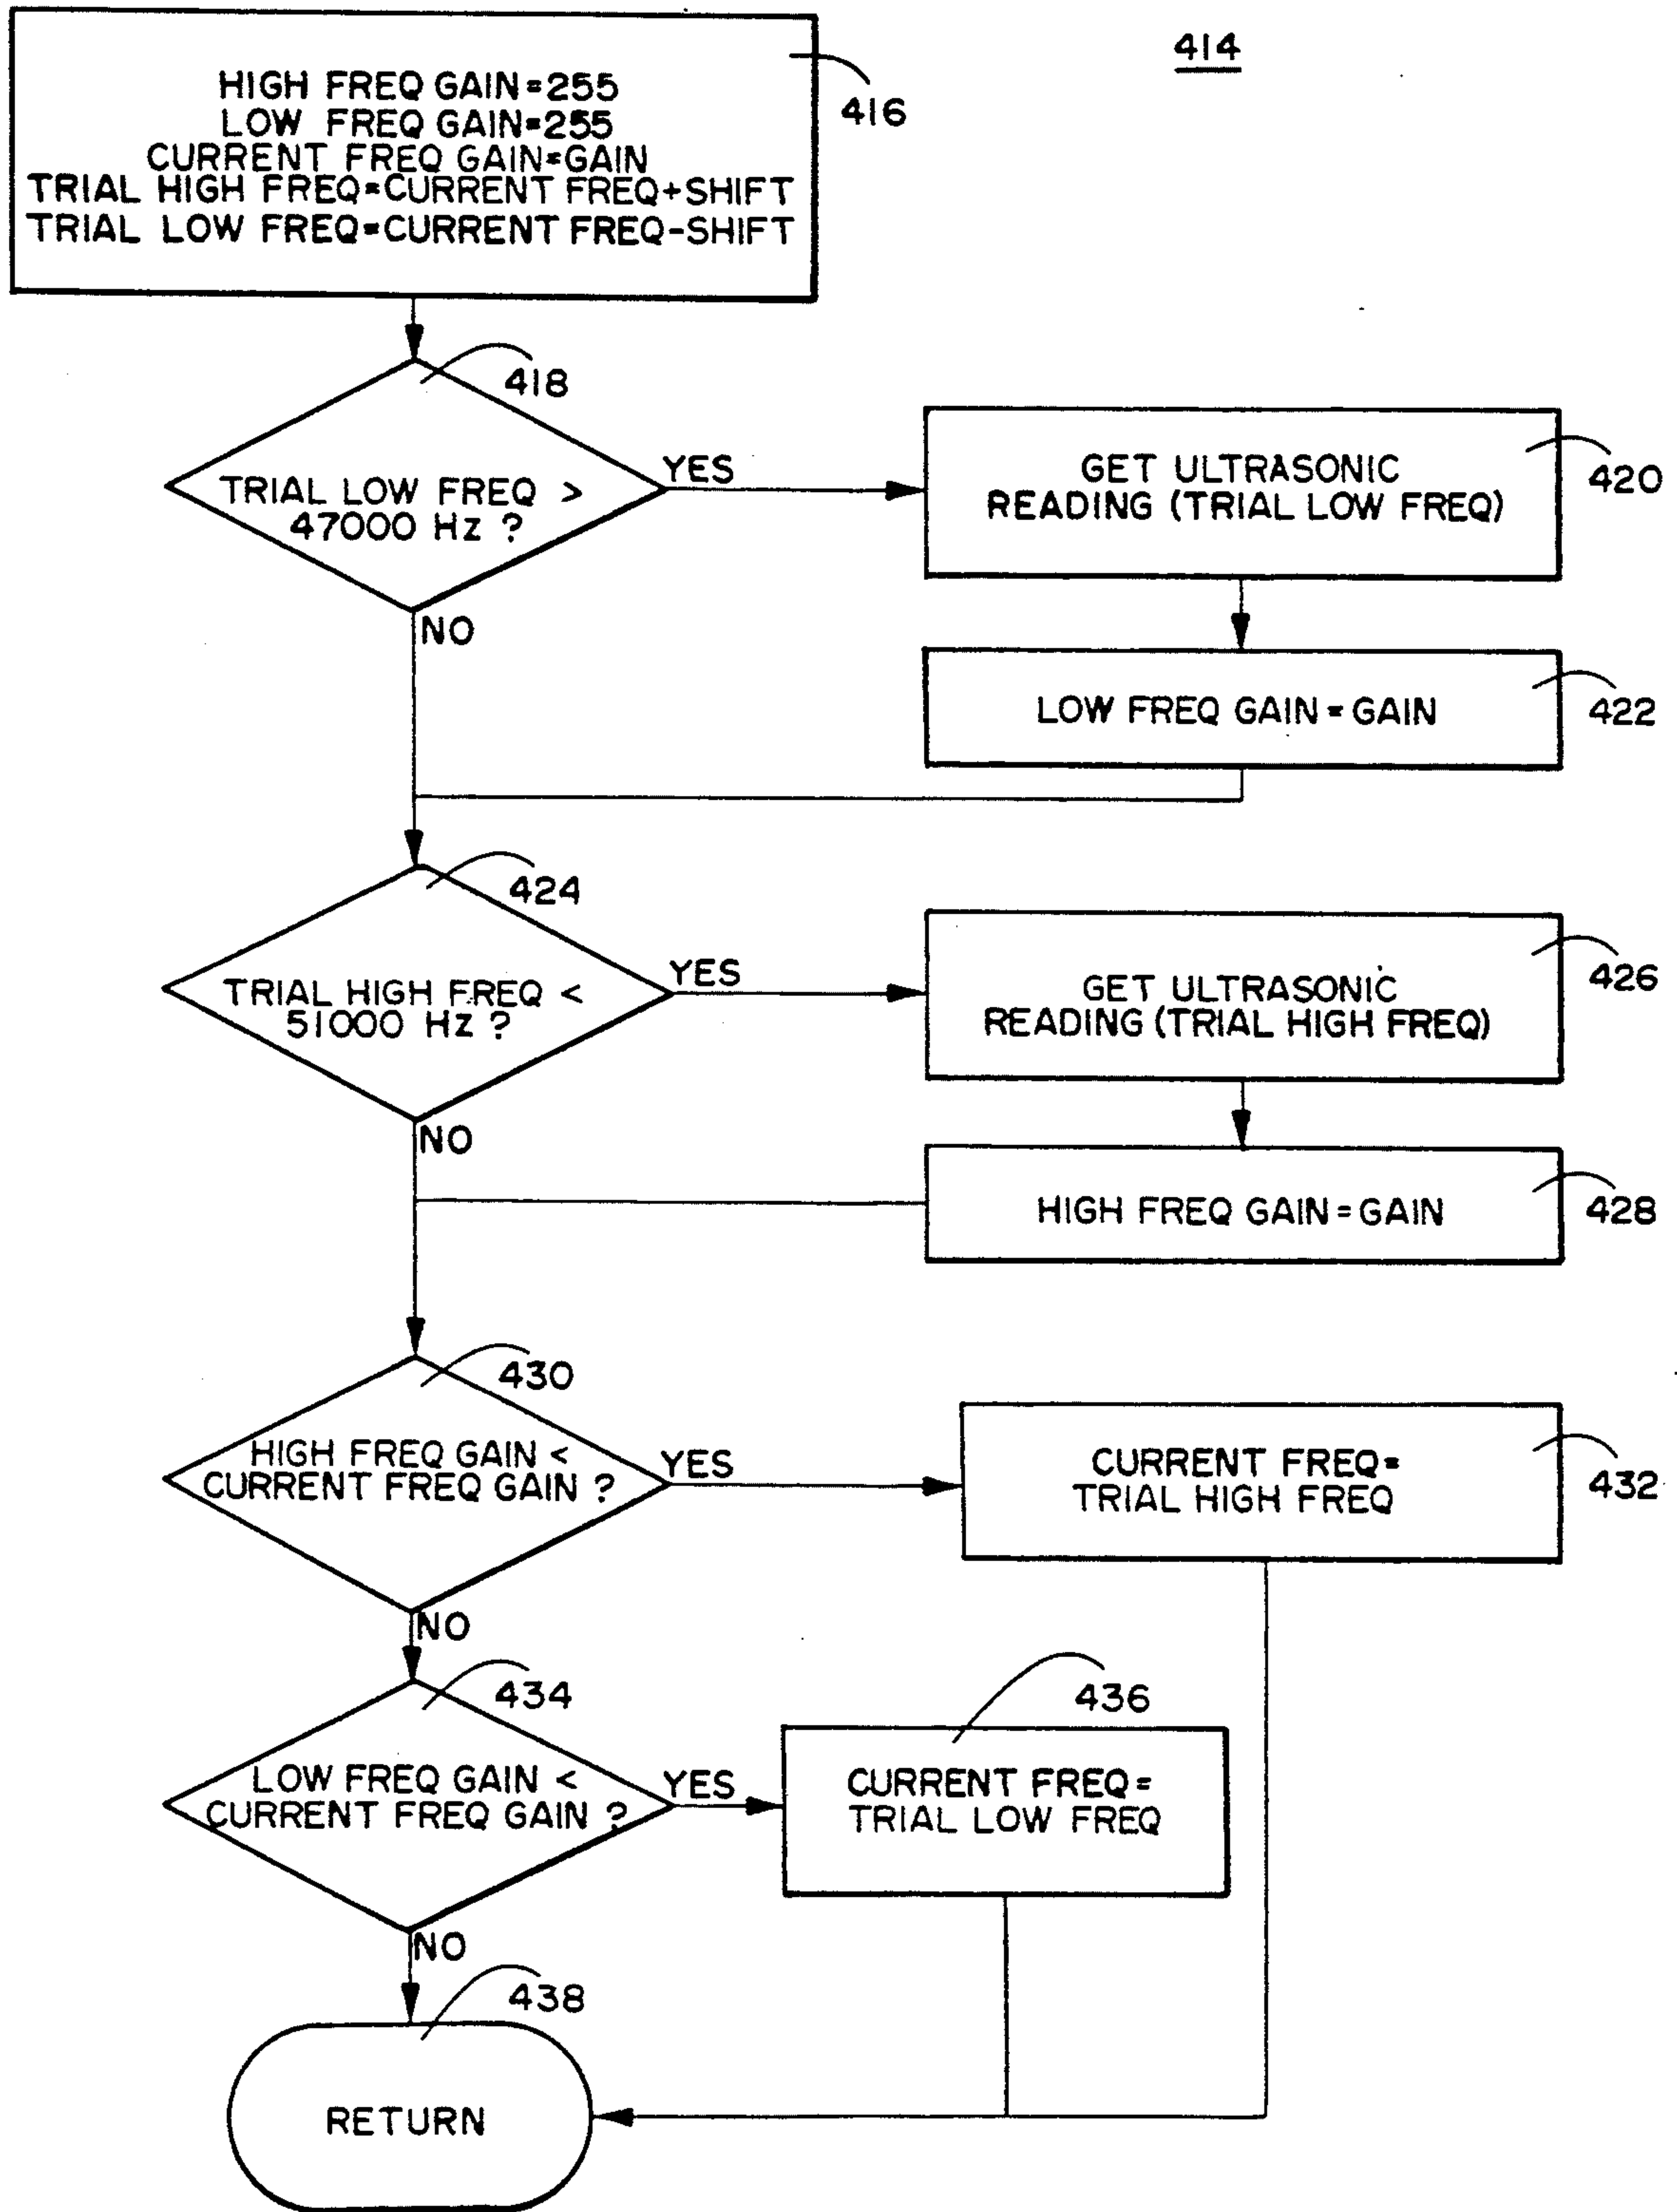 414
HIGH FREQ GAIN=255
LOW FREQ GAIN=255
CURRENT FREQ GAIN=GAIN
TRIAL HIGH FREQ=CURRENT FREQ+SHIFT
TRIAL LOW FREQ=CURRENT FREQ-SHIFT
416
418
TRIAL LOW FREQ >
47000 Hz ?
YES
NO
GET ULTRASONIC
READING (TRIAL LOW FREQ)
420
LOW FREQ GAIN = GAIN
422
424
TRIAL HIGH FREQ <
51000 Hz ?
YES
NO
GET ULTRASONIC
READING (TRIAL HIGH FREQ)
426
HIGH FREQ GAIN = GAIN
428
430
HIGH FREQ GAIN <
CURRENT FREQ GAIN ?
YES
NO
CURRENT FREQ=
TRIAL HIGH FREQ
432
434
LOW FREQ GAIN <
CURRENT FREQ GAIN ?
YES
NO
436
CURRENT FREQ=
TRIAL LOW FREQ
438
RETURN